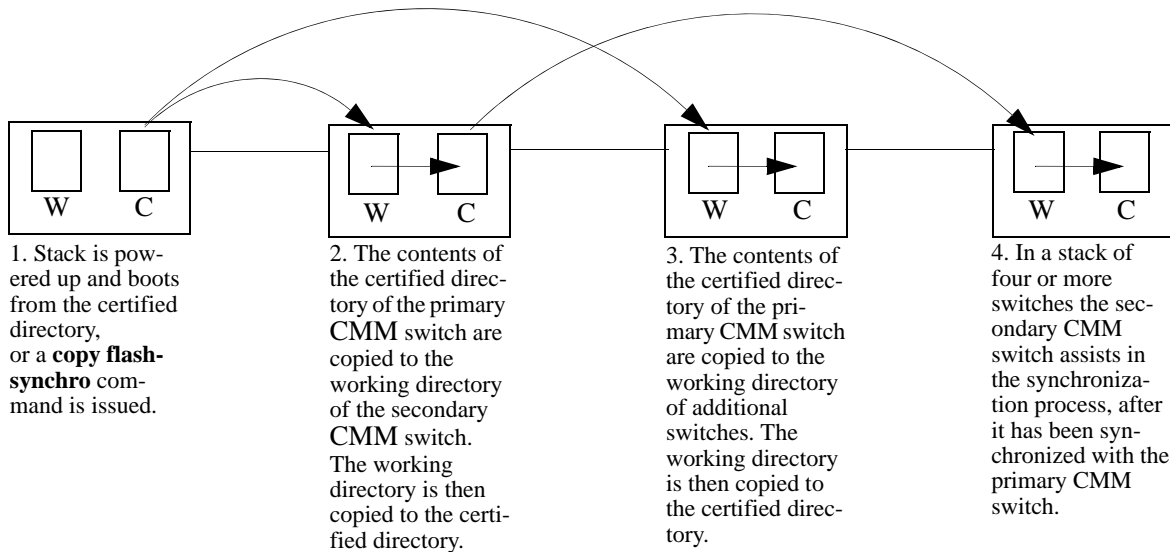 W C
W C
W C
W C
1. Stack is pow-
ered up and boots
from the certified
directory,
or a copy flash-
synchro com-
mand is issued.
2. The contents of
the certified direc-
tory of the primary
CMM switch are
copied to the
working directory
of the secondary
CMM switch.
The working
directory is then
copied to the certi-
fied directory.
3. The contents of
the certified direc-
tory of the pri-
mary CMM switch
are copied to the
working directory
of additional
switches. The
working directory
is then copied to
the certified direc-
tory.
4. In a stack of
four or more
switches the sec-
ondary CMM
switch assists in
the synchroniza-
tion process, after
it has been syn-
chronized with the
primary CMM
switch.